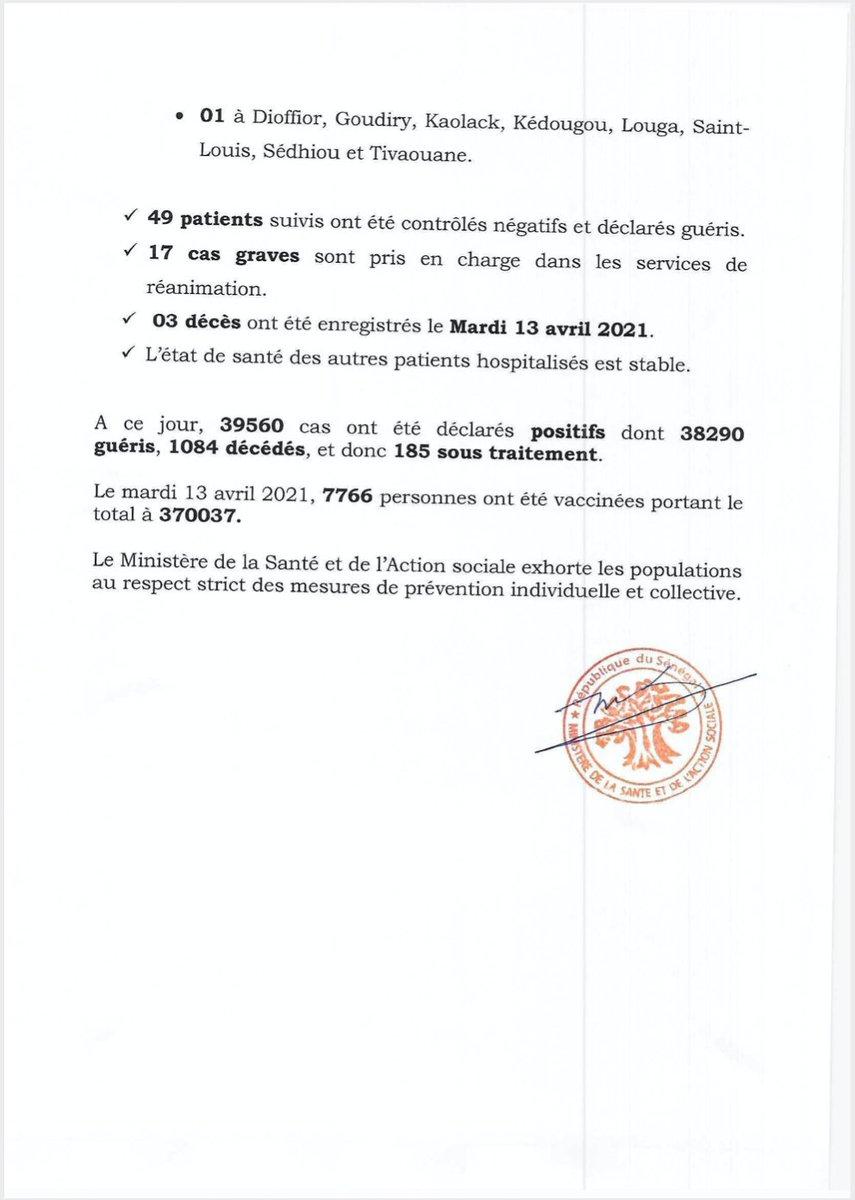 • 01 à Dioffior, Goudiry, Kaolack, Kédougou, Louga, Saint-
Louis, Sédhiou et Tivaouane.
✓ 49 patients suivis ont été contrôlés négatifs et déclarés guéris.
✓ 17 cas graves sont pris en charge dans les services de
réanimation.
✓ 03 décès ont été enregistrés le Mardi 13 avril 2021.
✓ L'état de santé des autres patients hospitalisés est stable.
A ce jour, 39560 cas ont été déclarés positifs dont 38290
guéris, 1084 décédés, et donc 185 sous traitement.
Le mardi 13 avril 2021, 7766 personnes ont été vaccinées portant le
total à 370037.
Le Ministère de la Santé et de l'Action sociale exhorte les populations
au respect strict des mesures de prévention individuelle et collective.
République du Sénégal
MINISTÈRE DE LA SANTE ET DE L'ACTION SOCIALE